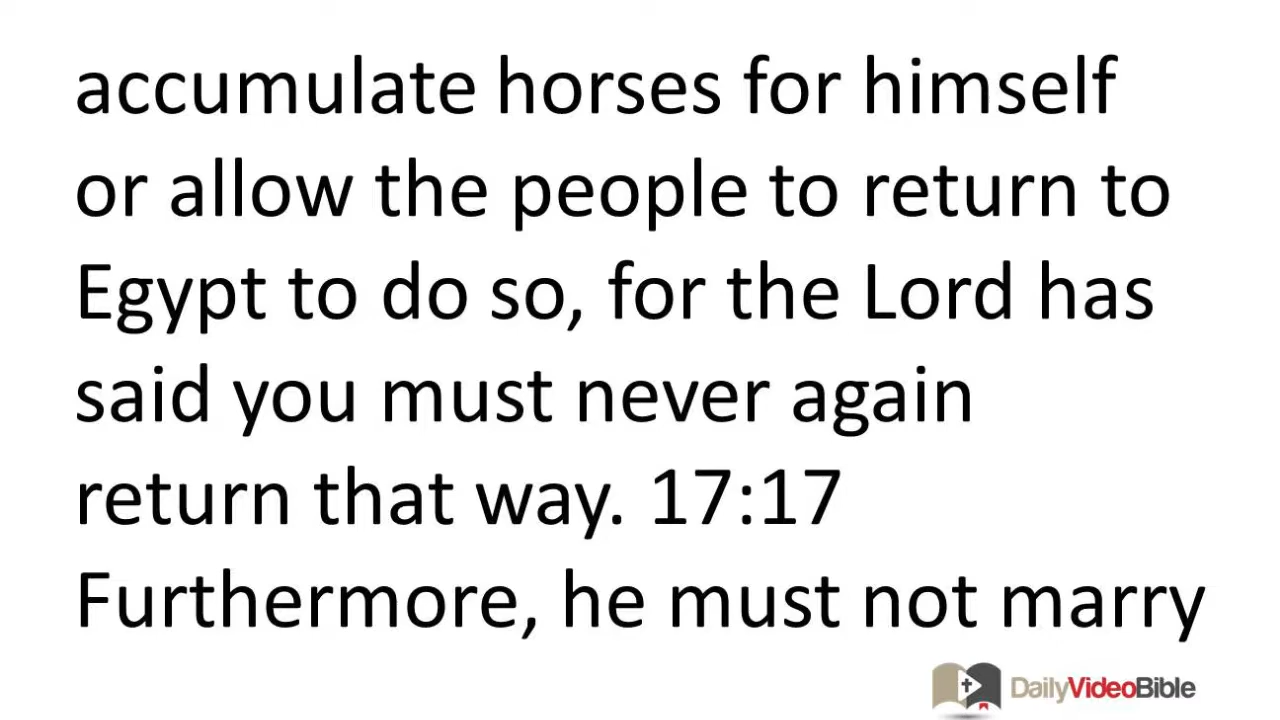 accumulate horses for himself
or allow the people to return to
Egypt to do so, for the Lord has
said you must never again
return that way. 17:17
Furthermore, he must not marry
DailyVideoBible